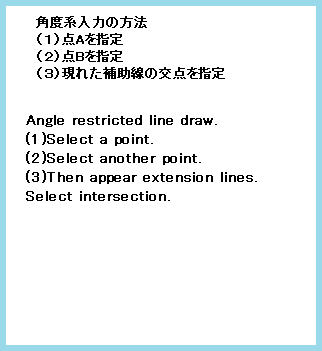 角度系入力の方法
（１）点Aを指定
（２）点Bを指定
（３）現れた補助線の交点を指定
Angle restricted line draw.
(1)Select a point.
(2)Select another point.
(3)Then appear extension lines.
Select intersection.